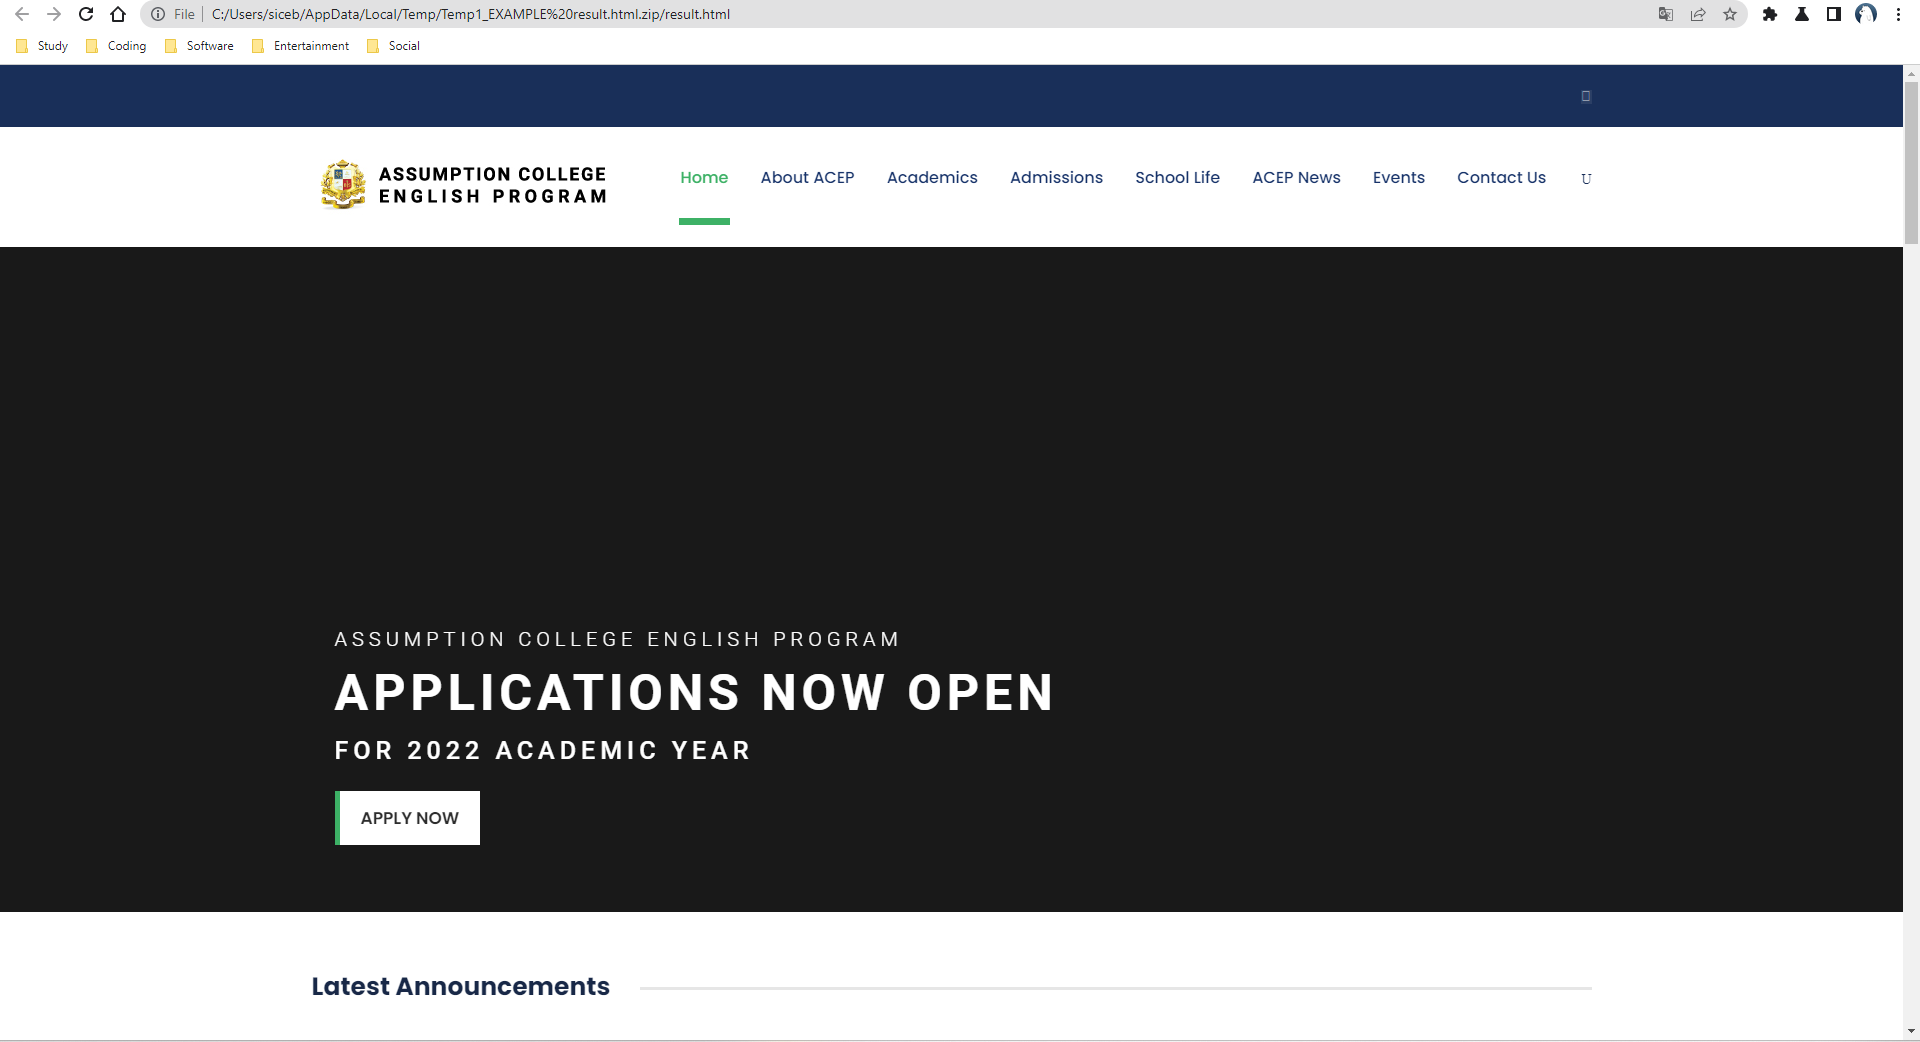 File C:/Users/siceb/AppData/Local/Temp/Temp1_EXAMPLE%20result.html.zip/result.html
Study Coding Software Entertainment Social
ASSUMPTION COLLEGE
ENGLISH PROGRAM
Home About ACEP Academics Admissions School Life ACEP News Events Contact Us U
ASSUMPTION COLLEGE ENGLISH PROGRAM
APPLICATIONS NOW OPEN
FOR 2022 ACADEMIC YEAR
APPLY NOW
Latest Announcements